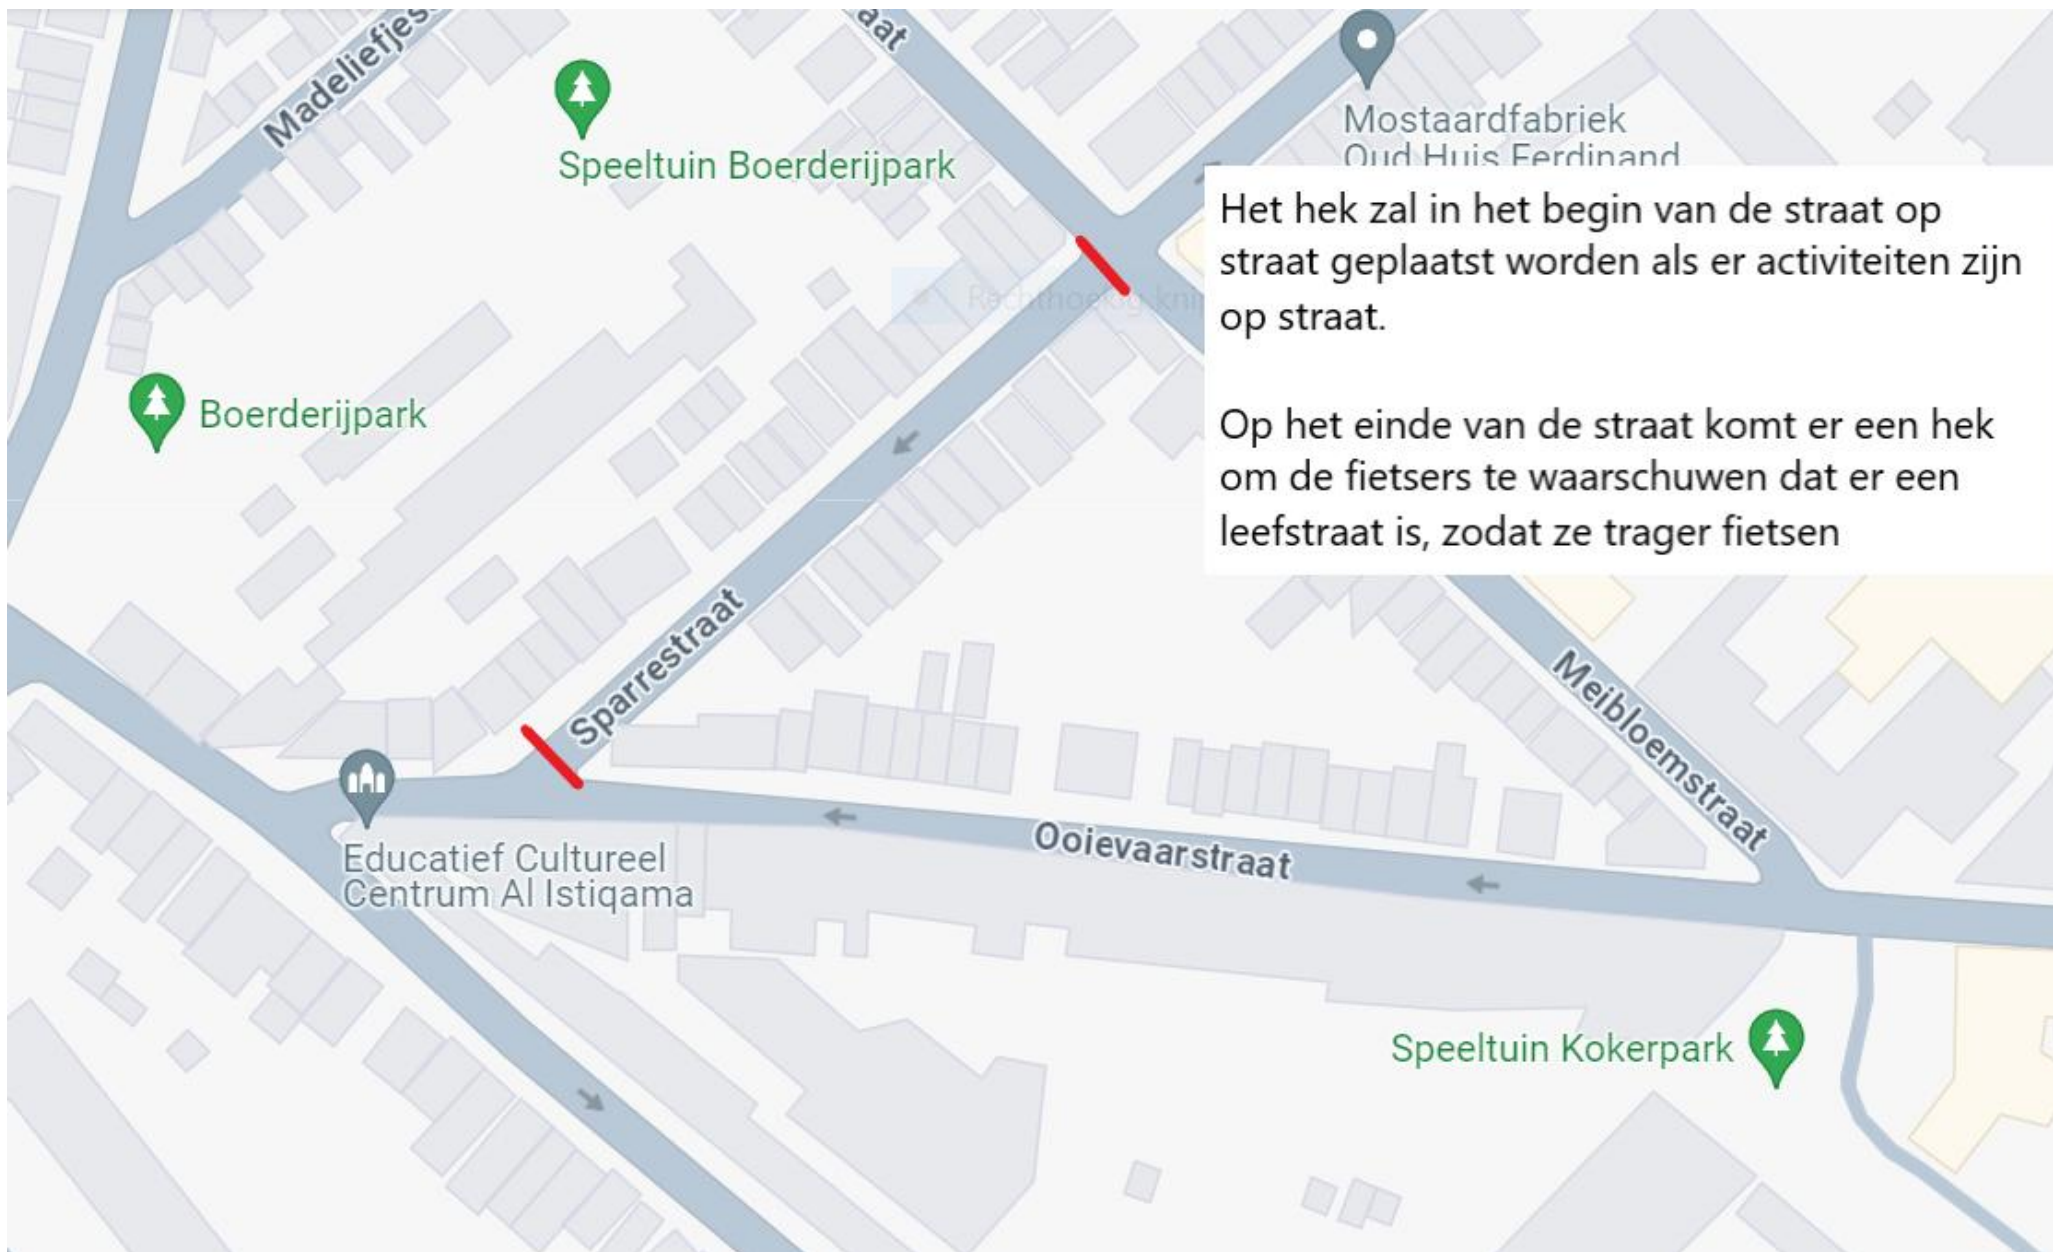 Madeliefjes
aat
Speeltuin Boerderijpark
Mostaardfabriek
Oud Huis Ferdinand
Het hek zal in het begin van de straat op
straat geplaatst worden als er activiteiten zijn
op straat.
Op het einde van de straat komt er een hek
om de fietsers te waarschuwen dat er een
leefstraat is, zodat ze trager fietsen
Rechthoekig kni
Boerderijpark
Sparrestraat
Meibloemstraat
Ooievaarstraat
Educatief Cultureel
Centrum Al Istiqama
Speeltuin Kokerpark